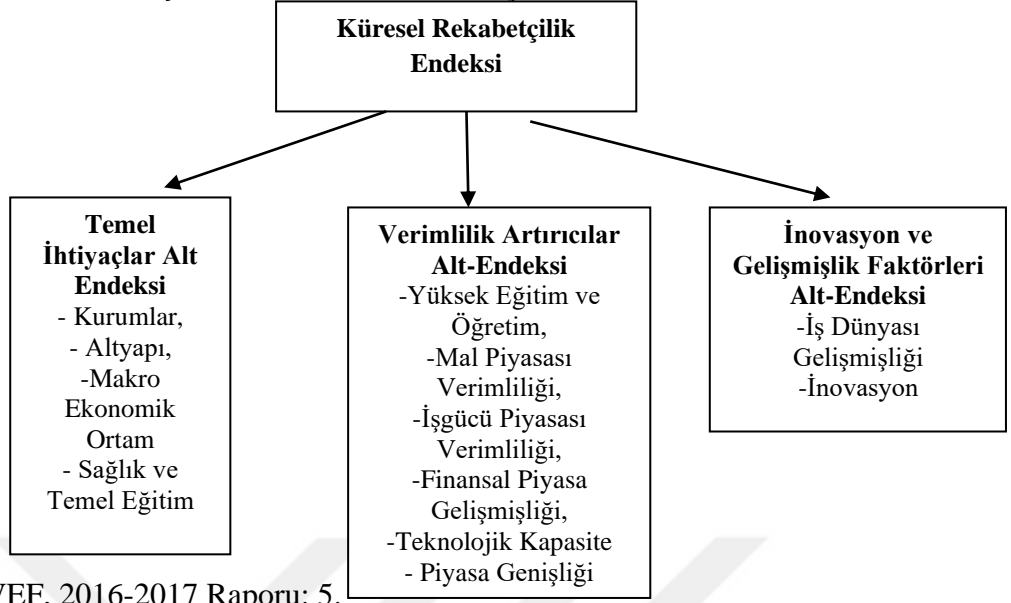 Küresel Rekabetçilik
Endeksi
Temel
İhtiyaçlar Alt
Endeksi
- Kurumlar,
- Altyapı,
-Makro
Ekonomik
Ortam
- Sağlık ve
Temel Eğitim
Verimlilik Artırıcılar
Alt-Endeksi
-Yüksek Eğitim ve
Öğretim,
-Mal Piyasası
Verimliliği,
-İşgücü Piyasası
Verimliliği,
-Finansal Piyasa
Gelişmişliği,
-Teknolojik Kapasite
- Piyasa Genişliği
İnovasyon ve
Gelişmişlik Faktörleri
Alt-Endeksi
-İş Dünyası
Gelişmişliği
-İnovasyon
2016-2017 Raporu: 5.